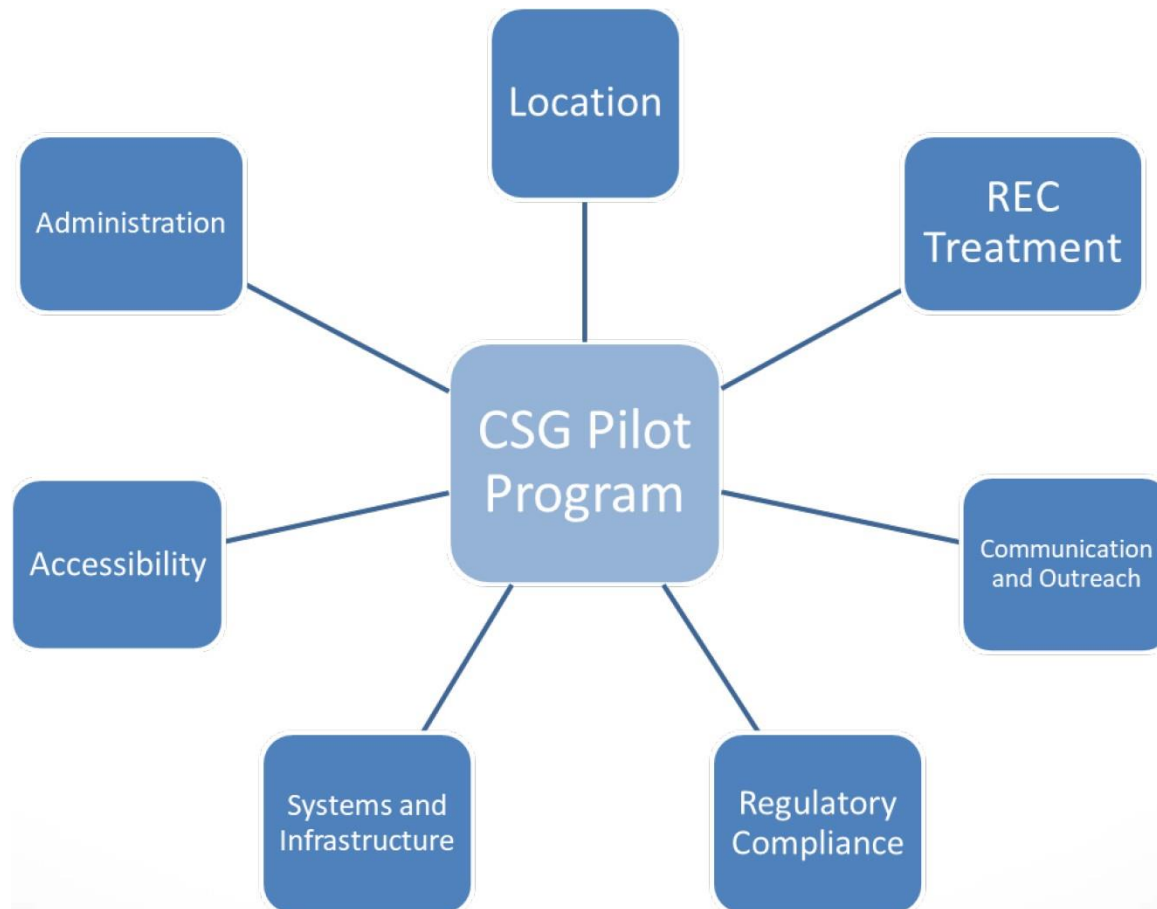 Location
Administration
REC
Treatment
CSG Pilot
Program
Accessibility
Communication
and Outreach
Systems and
Infrastructure
Regulatory
Compliance